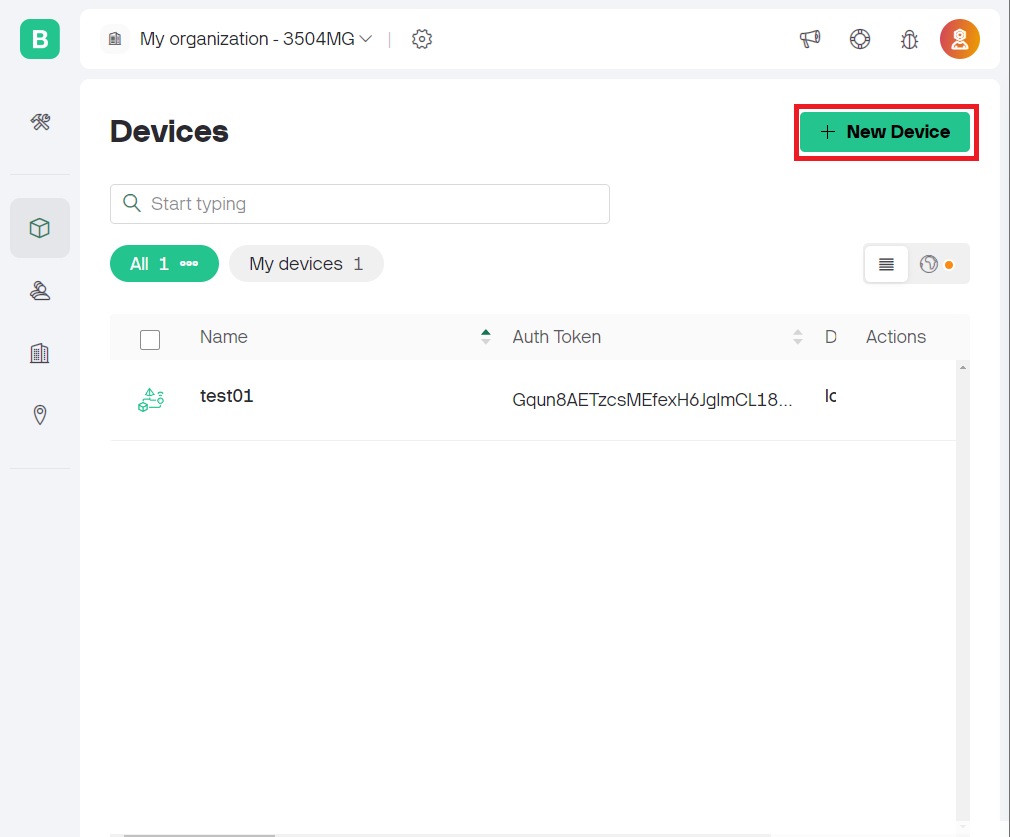 B
My organization - 3504MG
Devices
+ New Device
Start typing
All 1
My devices 1
Name Auth Token D Actions
test01 Gqun8AETzcsMEfexH6JglmCL18... lo